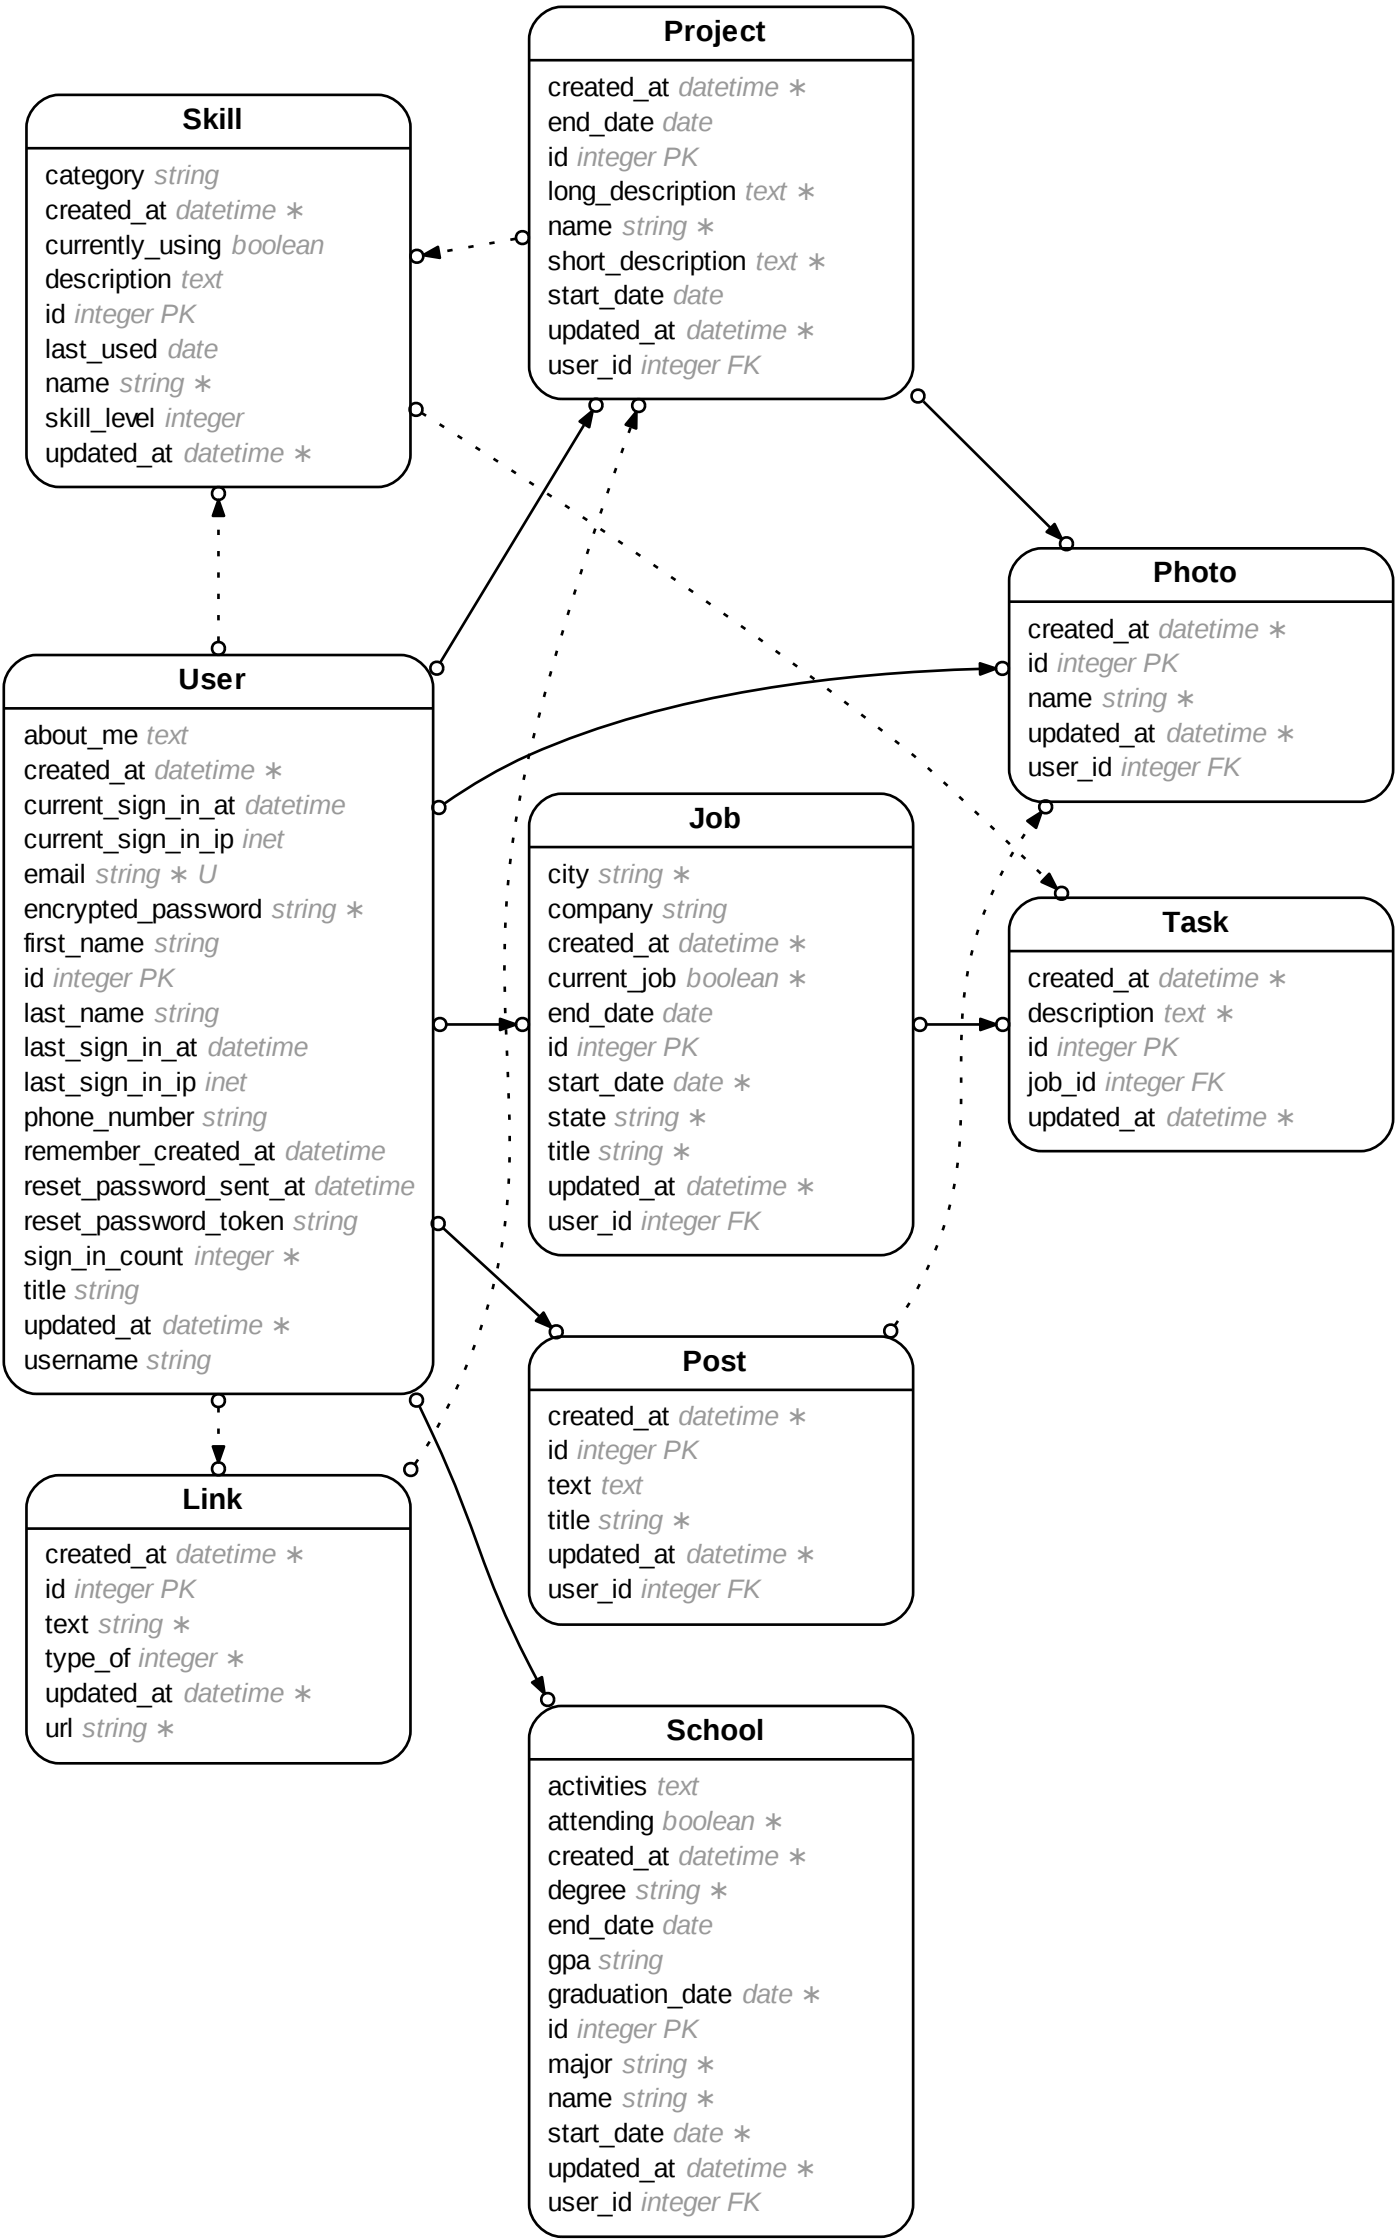 Project
created_at datetime ∗
end_date date
id integer PK
long_description text ∗
name string ∗
short_description text ∗
start_date date
updated_at datetime ∗
user_id integer FK
Skill
category string
created_at datetime ∗
currently_using boolean
description text
id integer PK
last_used date
name string ∗
skill_level integer
updated_at datetime ∗
Photo
created_at datetime ∗
id integer PK
name string ∗
updated_at datetime ∗
user_id integer FK
User
about_me text
created_at datetime ∗
current_sign_in_at datetime
current_sign_in_ip inet
email string ∗ U
encrypted_password string ∗
first_name string
id integer PK
last_name string
last_sign_in_at datetime
last_sign_in_ip inet
phone_number string
remember_created_at datetime
reset_password_sent_at datetime
reset_password_token string
sign_in_count integer ∗
title string
updated_at datetime ∗
username string
Job
city string ∗
company string
created_at datetime ∗
current_job boolean ∗
end_date date
id integer PK
start_date date ∗
state string ∗
title string ∗
updated_at datetime ∗
user_id integer FK
Task
created_at datetime ∗
description text ∗
id integer PK
job_id integer FK
updated_at datetime ∗
Post
created_at datetime ∗
id integer PK
text text
title string ∗
updated_at datetime ∗
user_id integer FK
Link
created_at datetime ∗
id integer PK
text string ∗
type_of integer ∗
updated_at datetime ∗
url string ∗
School
activities text
attending boolean ∗
created_at datetime ∗
degree string ∗
end_date date
gpa string
graduation_date date ∗
id integer PK
major string ∗
name string ∗
start_date date ∗
updated_at datetime ∗
user_id integer FK